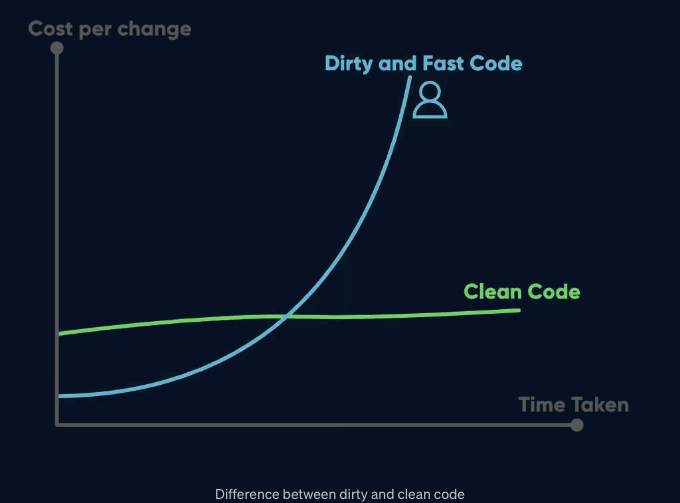 Cost per change
Dirty and Fast Code
Clean Code
Time Taken
Difference between dirty and clean code